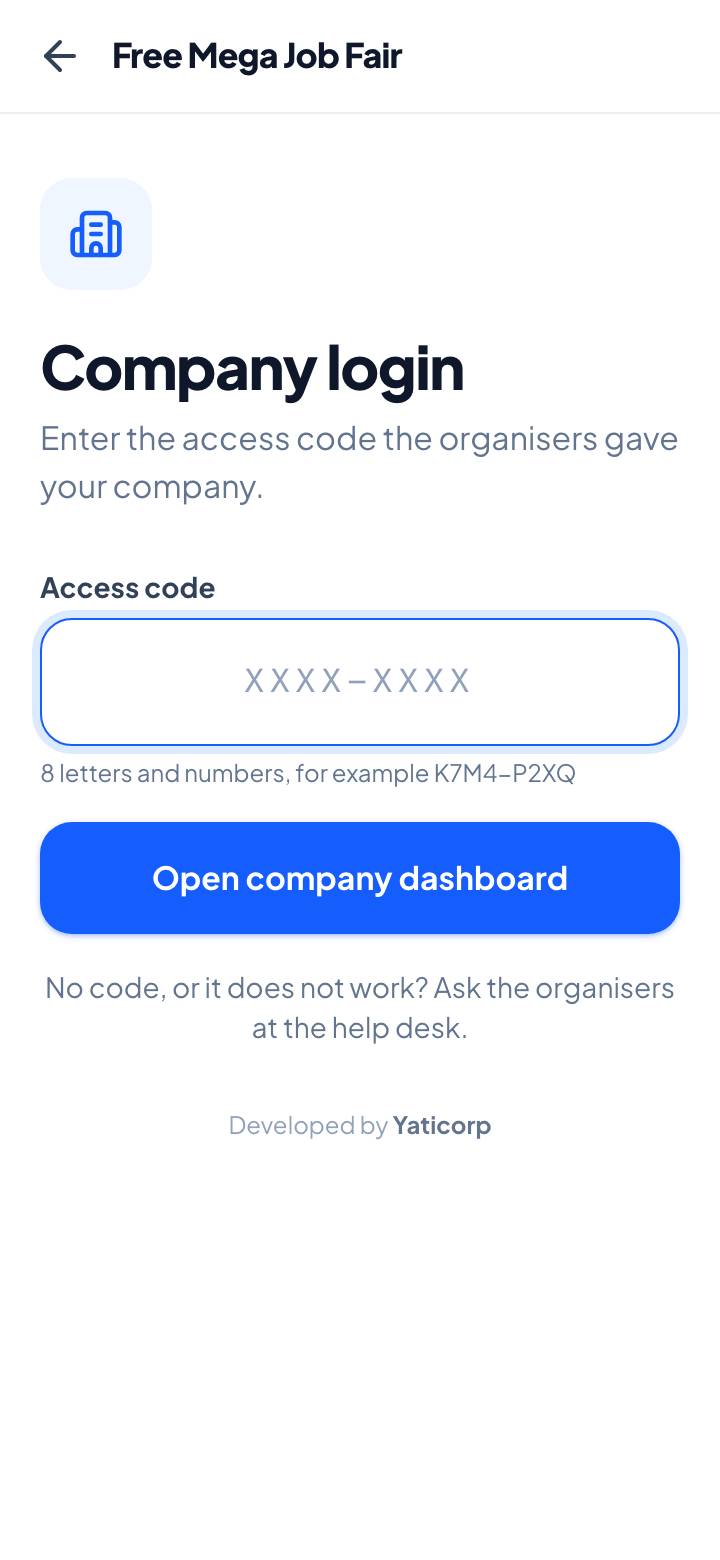 Free Mega Job Fair
Company login
Enter the access code the organisers gave
your company.
Access code
XXXX–XXXX
8 letters and numbers, for example K7M4–P2XQ
Open company dashboard
No code, or it does not work? Ask the organisers
at the help desk.
Developed by Yaticorp